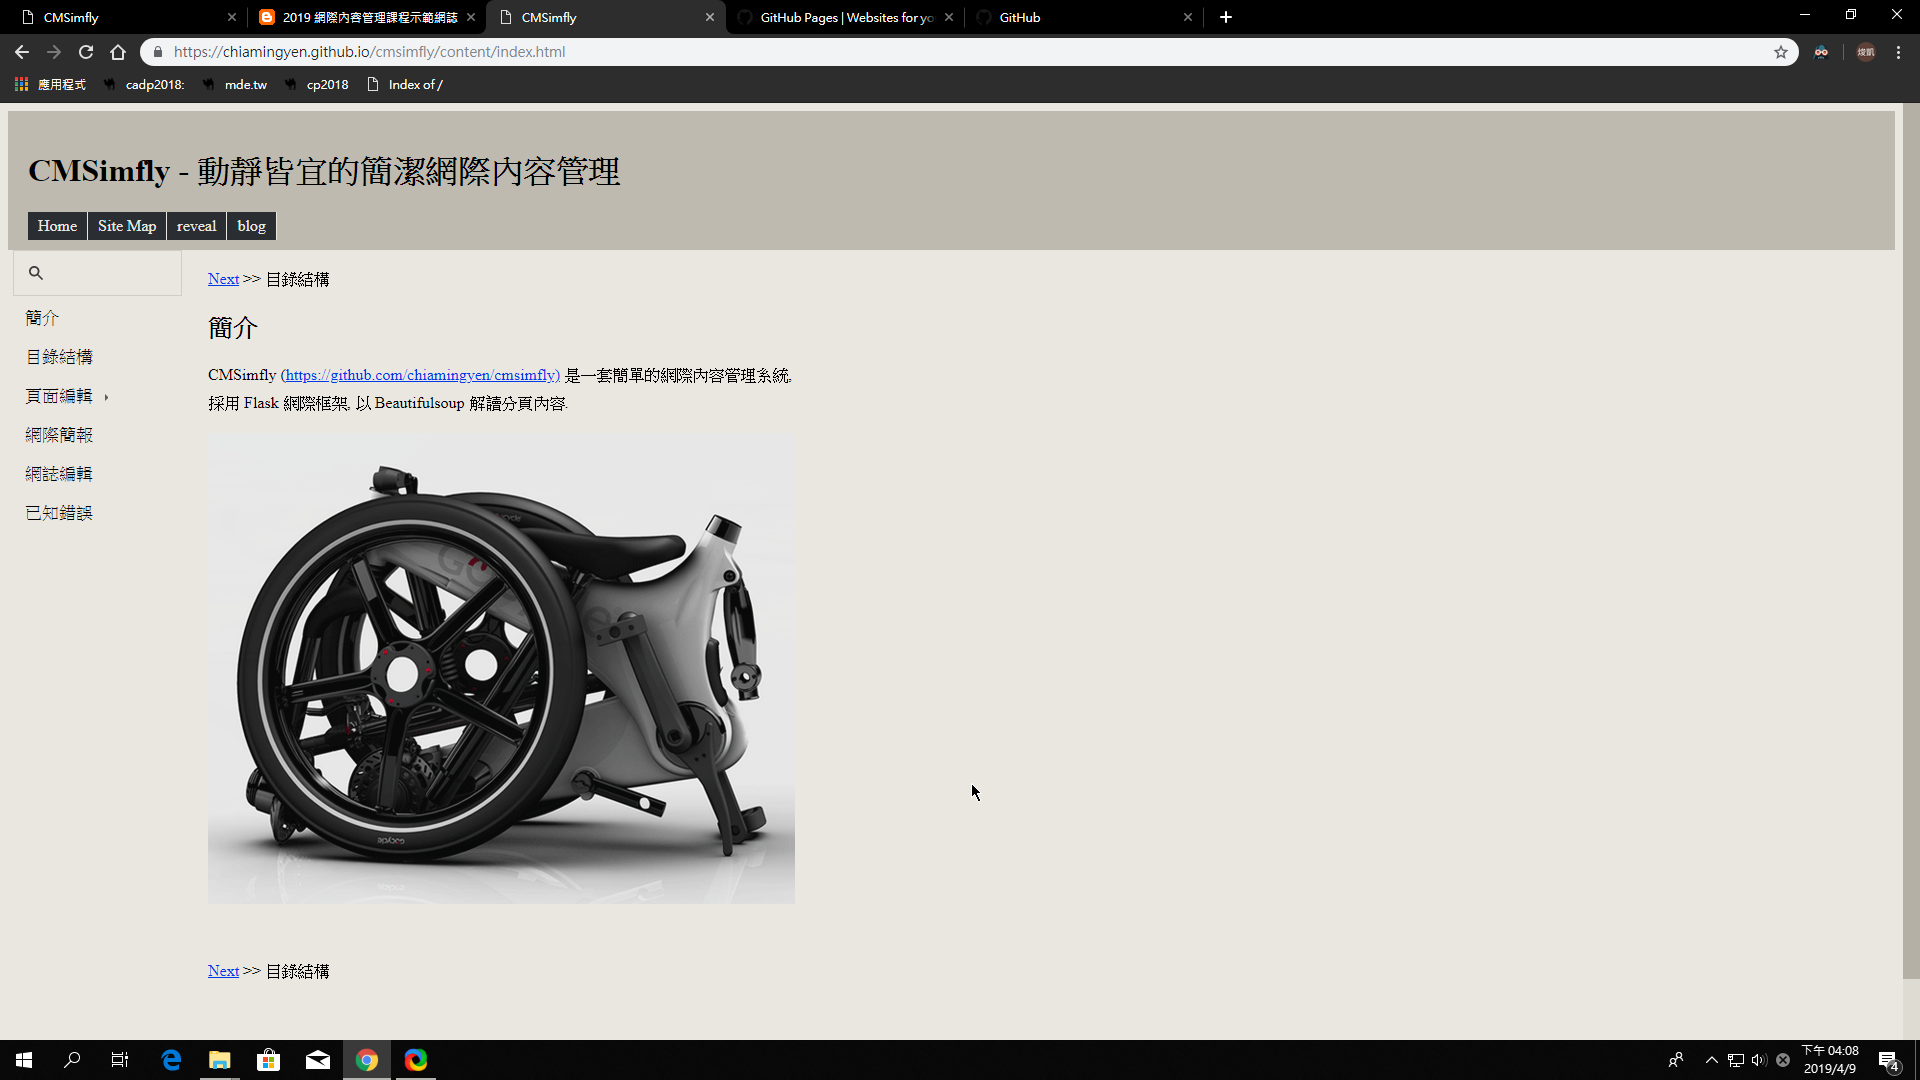 CMSimfly
2019 網際內容管理課程示範網誌
CMSimfly
GitHub Pages | Websites for yo
GitHub
https://chiamingyen.github.io/cmsimfly/content/index.html
應用程式
cadp2018:
mde.tw
cp2018
Index of /
CMSimfly - 動靜皆宜的簡潔網際內容管理
Home
Site Map
reveal
blog
Next >> 目錄結構
簡介
目錄結構
頁面編輯
網際簡報
網誌編輯
已知錯誤
簡介
CMSimfly (https://github.com/chiamingyen/cmsimfly) 是一套簡單的網際內容管理系統,
採用 Flask 網際框架, 以 Beautifulsoup 解讀分頁內容.
gocycle
Next >> 目錄結構
下午 04:08
2019/4/9
4